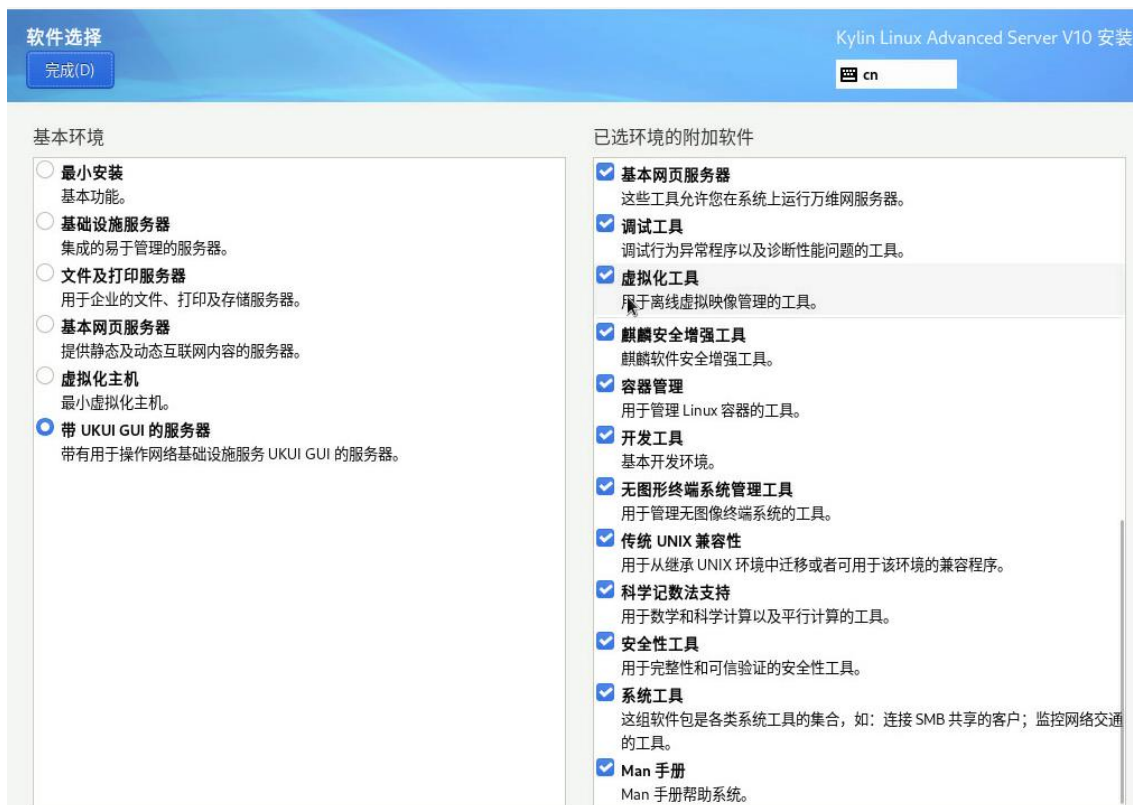 软件选择
Kylin Linux Advanced Server V10 安装
完成(D)
cn
基本环境
最小安装
基本功能。
基础设施服务器
集成的易于管理的服务器。
文件及打印服务器
用于企业的文件、打印及存储服务器。
基本网页服务器
提供静态及动态互联网内容的服务器。
虚拟化主机
最小虚拟化主机。
带 UKUI GUI 的服务器
带有用于操作网络基础设施服务 UKUI GUI 的服务器。
已选环境的附加软件
基本网页服务器
这些工具允许您在系统上运行万维网服务器。
调试工具
调试行为异常程序以及诊断性能问题的工具。
虚拟化工具
用于离线虚拟映像管理的工具。
麒麟安全增强工具
麒麟软件安全增强工具。
容器管理
用于管理 Linux 容器的工具。
开发工具
基本开发环境。
无图形终端系统管理工具
用于管理无图像终端系统的工具。
传统 UNIX 兼容性
用于从继承 UNIX 环境中迁移或者可用于该环境的兼容程序。
科学记数法支持
用于数学和科学计算以及平行计算的工具。
安全性工具
用于完整性和可信验证的安全性工具。
系统工具
这组软件包是各类系统工具的集合，如：连接 SMB 共享的客户；监控网络交通
的工具。
Man 手册
Man 手册帮助系统。